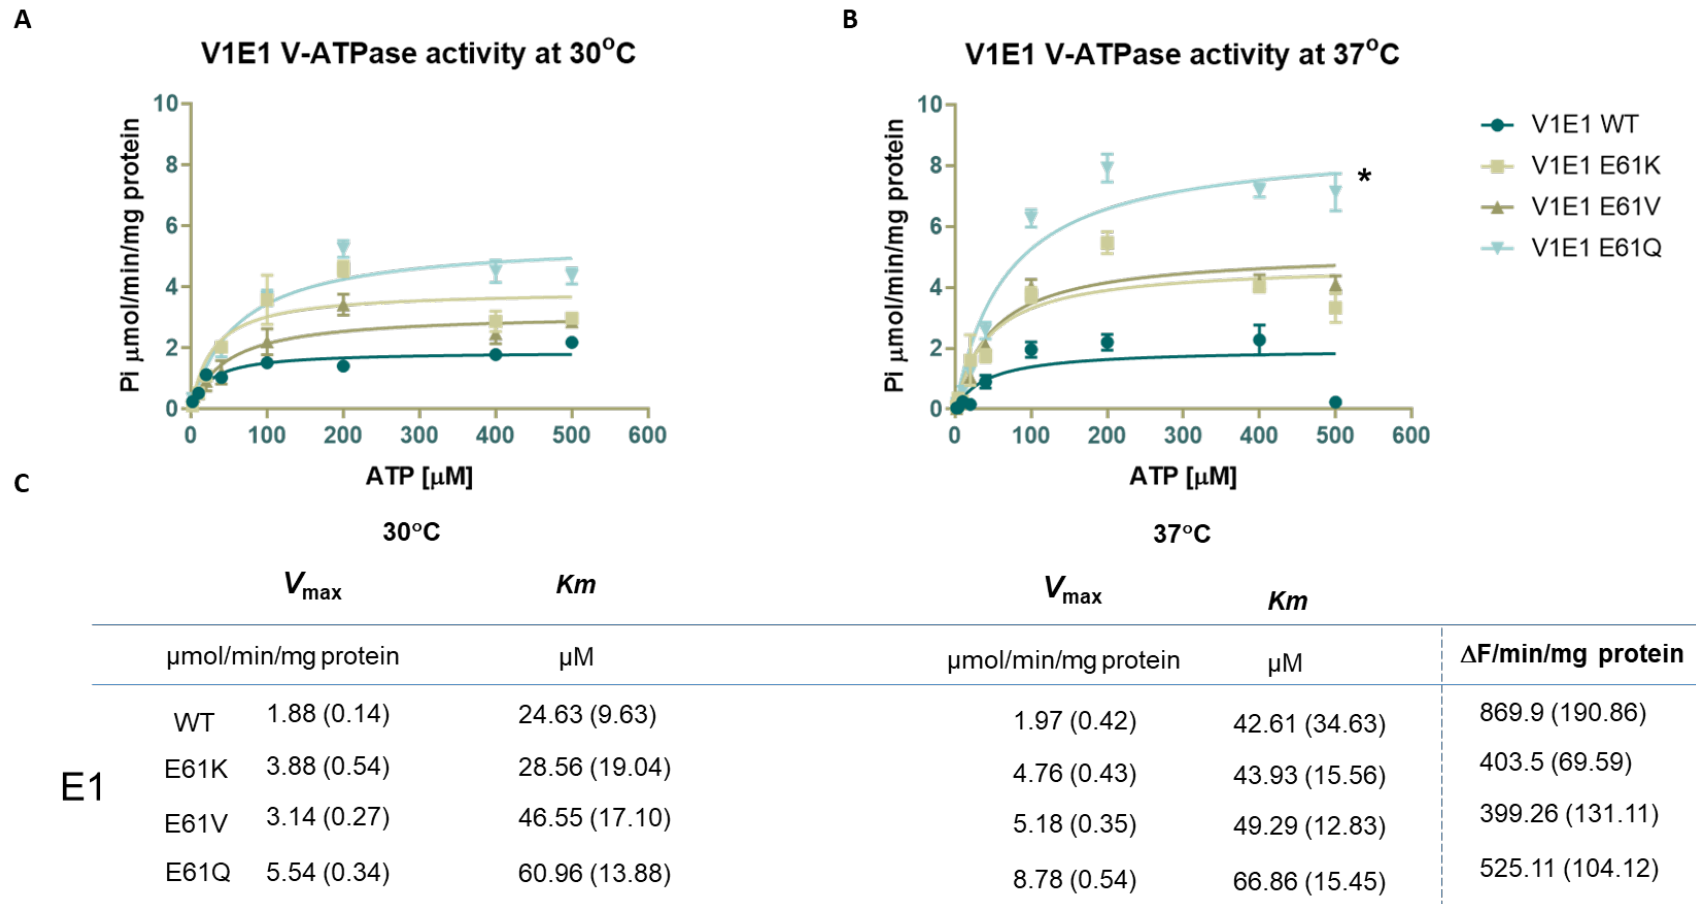 A
V1E1 V-ATPase activity at 30°C
Pi μmol/min/mg protein
10
8
6
4
2
0
0 100 200 300 400 500 600
ATP [μM]
B
V1E1 V-ATPase activity at 37°C
Pi μmol/min/mg protein
10
8
6
4
2
0
*
0 100 200 300 400 500 600
ATP [μM]
V1E1 WT
V1E1 E61K
V1E1 E61V
V1E1 E61Q
C
30°C 37°C
Vmax Km Vmax Km
μmol/min/mg protein μM μmol/min/mg protein μM ΔF/min/mg protein
E1
WT 1.88 (0.14) 24.63 (9.63) 1.97 (0.42) 42.61 (34.63) 869.9 (190.86)
E61K 3.88 (0.54) 28.56 (19.04) 4.76 (0.43) 43.93 (15.56) 403.5 (69.59)
E61V 3.14 (0.27) 46.55 (17.10) 5.18 (0.35) 49.29 (12.83) 399.26 (131.11)
E61Q 5.54 (0.34) 60.96 (13.88) 8.78 (0.54) 66.86 (15.45) 525.11 (104.12)